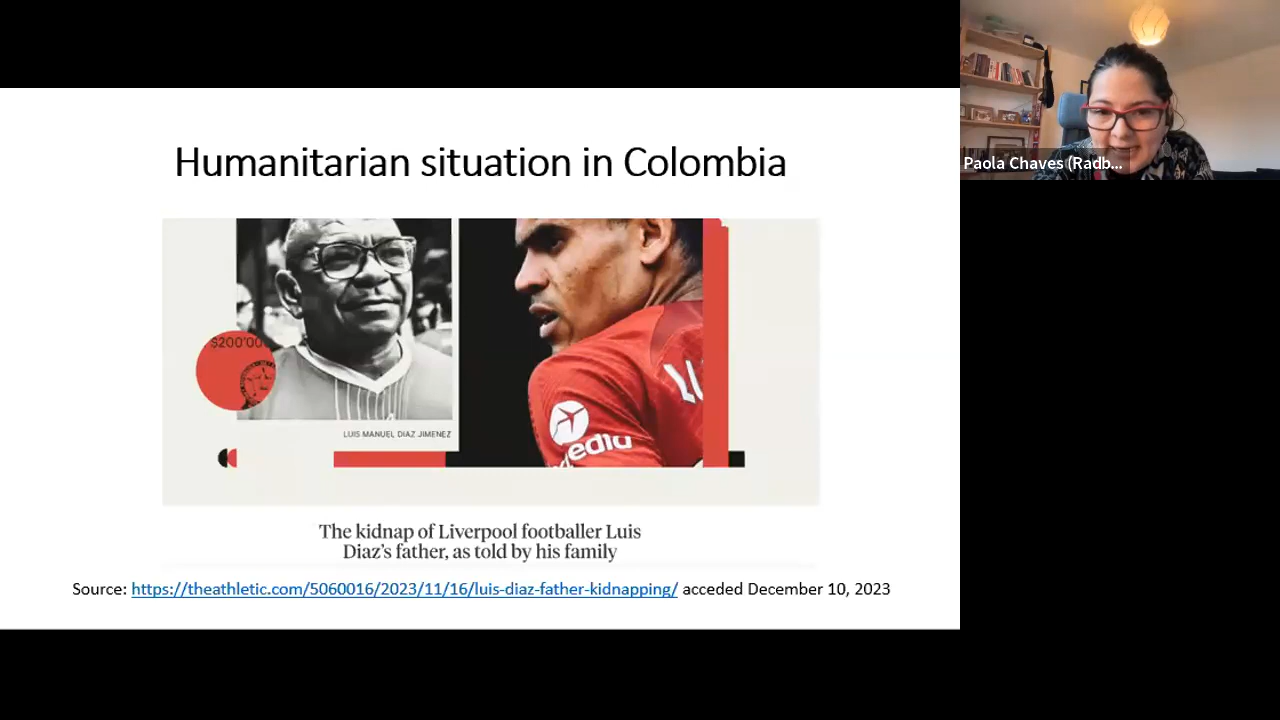 Humanitarian situation in Colombia
Paola Chaves (Radb...
$200'00
LUIS MANUEL DIAZ JIMENEZ
The kidnap of Liverpool footballer Luis
Diaz's father, as told by his family
Source: https://theathletic.com/5060016/2023/11/16/luis-diaz-father-kidnapping/ acceded December 10, 2023